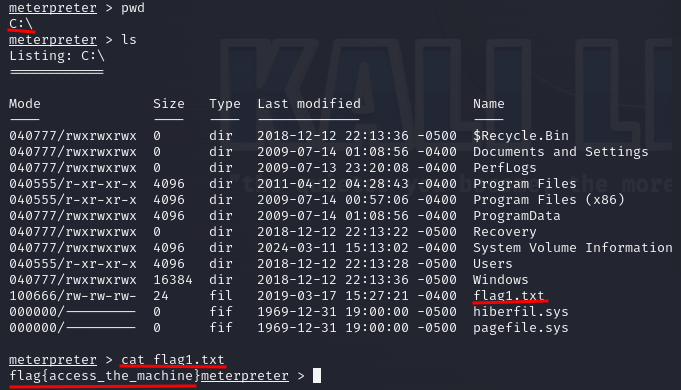 meterpreter > pwd
C:\
meterpreter > ls
Listing: C:\
============
Mode Size Type Last modified Name
---- ---- ---- ------------- ----
040777/rwxrwxrwx 0 dir 2018-12-12 22:13:36 -0500 $Recycle.Bin
040777/rwxrwxrwx 0 dir 2009-07-14 01:08:56 -0400 Documents and Settings
040777/rwxrwxrwx 0 dir 2009-07-13 23:20:08 -0400 PerfLogs
040555/r-xr-xr-x 4096 dir 2011-04-12 04:28:43 -0400 Program Files
040555/r-xr-xr-x 4096 dir 2009-07-14 00:57:06 -0400 Program Files (x86)
040777/rwxrwxrwx 4096 dir 2009-07-14 01:08:56 -0400 ProgramData
040777/rwxrwxrwx 0 dir 2018-12-12 22:13:22 -0500 Recovery
040777/rwxrwxrwx 4096 dir 2024-03-11 15:13:02 -0400 System Volume Information
040555/r-xr-xr-x 4096 dir 2018-12-12 22:13:28 -0500 Users
040777/rwxrwxrwx 16384 dir 2018-12-12 22:13:36 -0500 Windows
100666/rw-rw-rw- 24 fil 2019-03-17 15:27:21 -0400 flag1.txt
000000/--------- 0 fif 1969-12-31 19:00:00 -0500 hiberfil.sys
000000/--------- 0 fif 1969-12-31 19:00:00 -0500 pagefile.sys
meterpreter > cat flag1.txt
flag{access_the_machine}meterpreter >